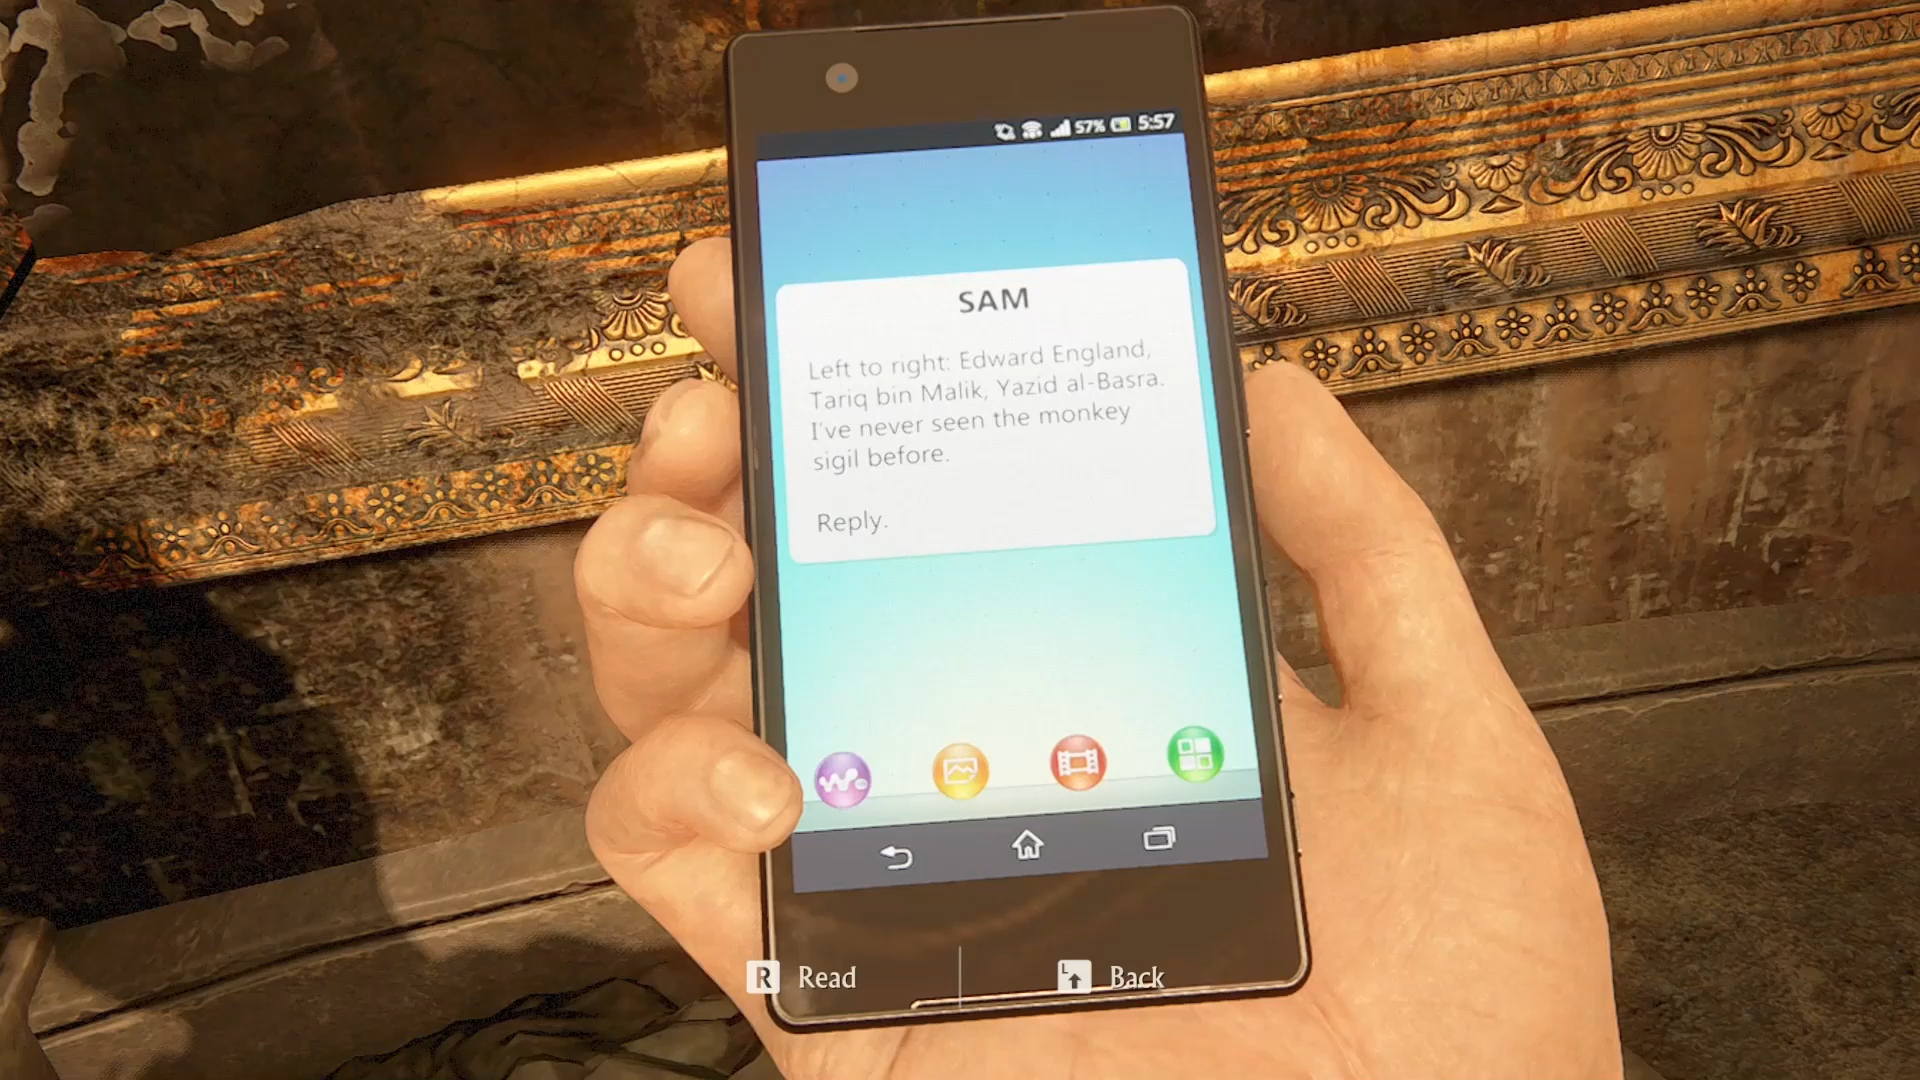 57% 5:57
SAM
Left to right: Edward England,
Tariq bin Malik, Yazid al-Basra.
I've never seen the monkey
sigil before.
Reply.
R Read
L Back